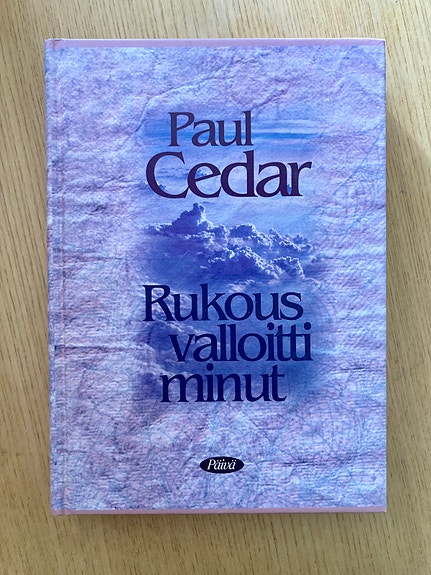 Paul
Cedar
Rukous
valloitti
minut
Päivä